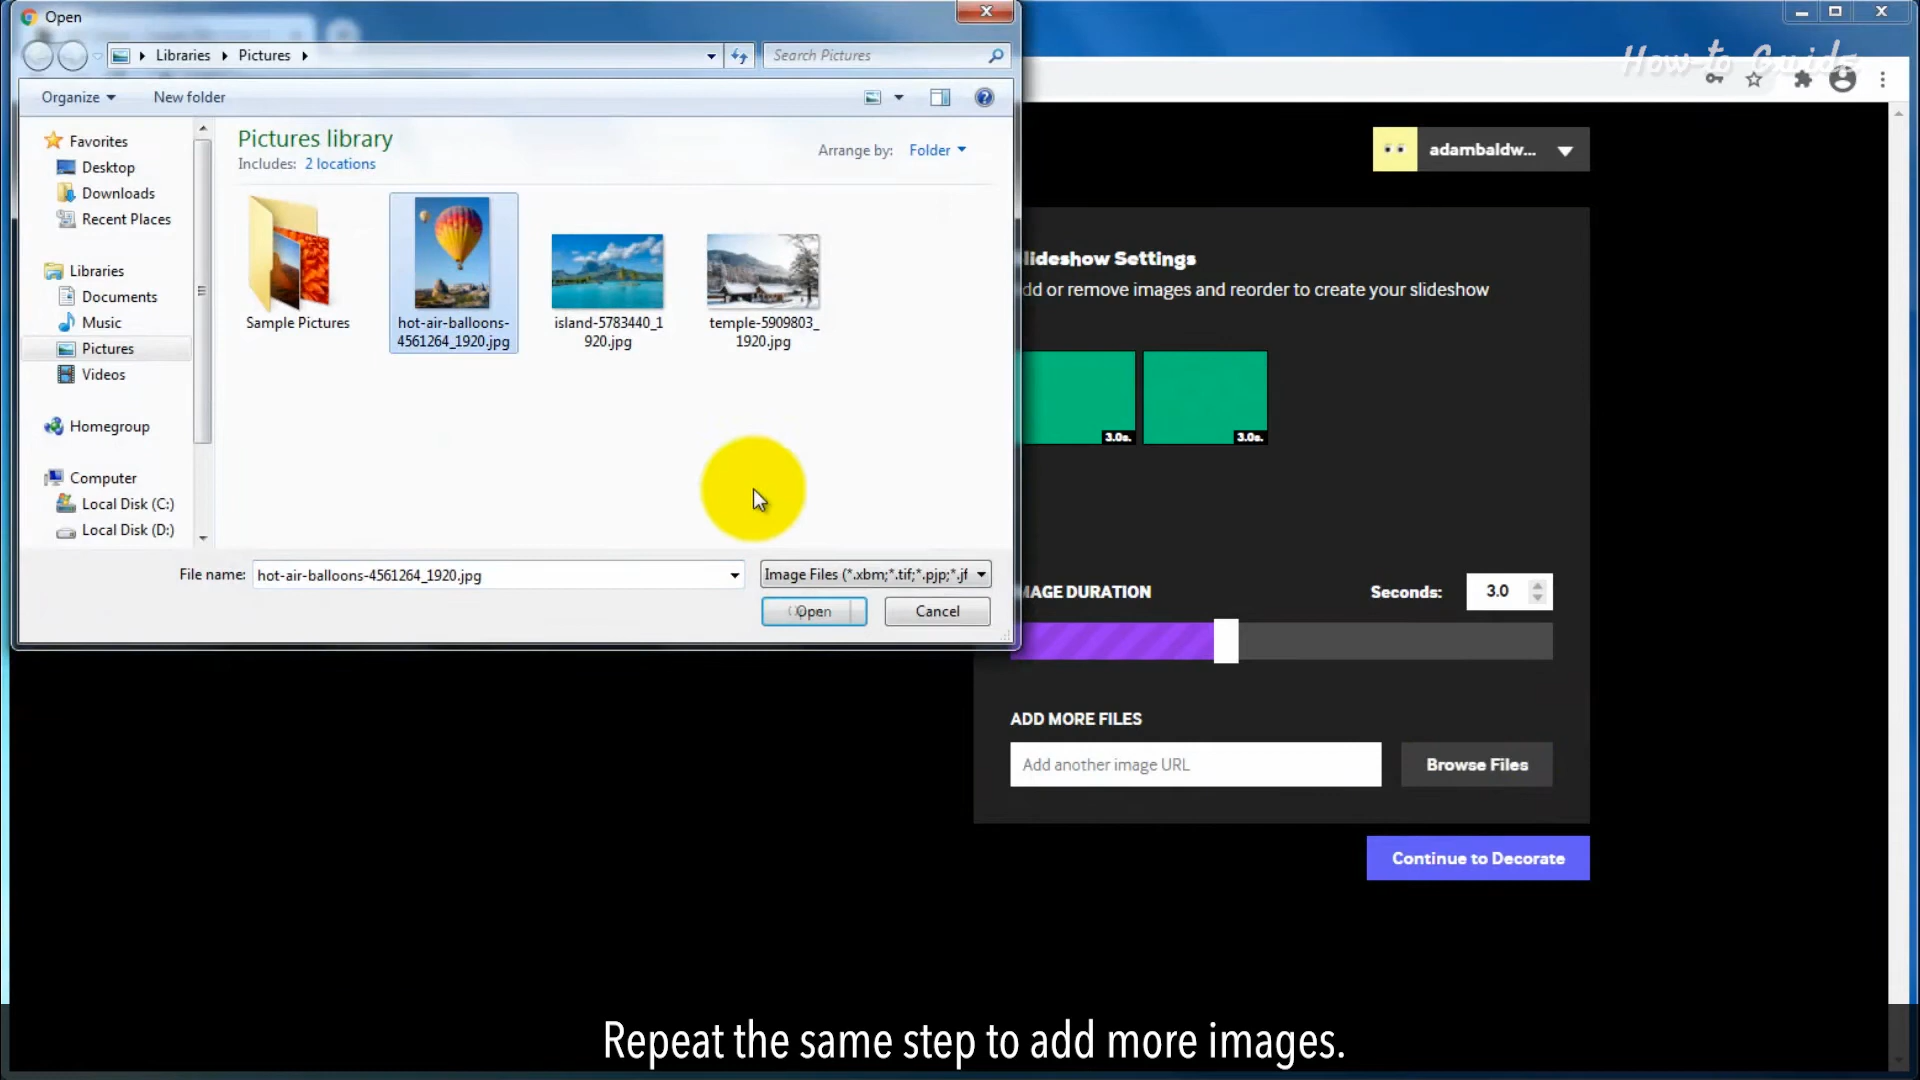 Open
Libraries Pictures
Search Pictures
How-to Guids
Organize
New folder
Favorites
Desktop
Downloads
Recent Places
Libraries
Documents
Music
Pictures
Videos
Homegroup
Computer
Local Disk (C:)
Local Disk (D:)
Pictures library
Includes: 2 locations
Arrange by: Folder
Sample Pictures
hot-air-balloons-
4561264_1920.jpg
island-5783440_1
920.jpg
temple-5909803_
1920.jpg
File name: hot-air-balloons-4561264_1920.jpg
Image Files (*.xbm;*.tif;*.pjp;*.jf
Open
Cancel
adambaldw...
lideshow Settings
dd or remove images and reorder to create your slideshow
3.0s.
3.0s.
MAGE DURATION
Seconds: 3.0
ADD MORE FILES
Add another image URL
Browse Files
Continue to Decorate
Repeat the same step to add more images.